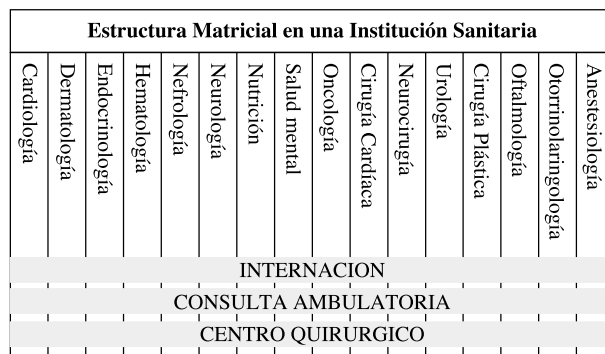 Estructura Matricial en una Institución Sanitaria
Cardiología
Dermatología
Endocrinología
Hematología
Nefrología
Neurología
Nutrición
Salud mental
Oncología
Cirugía Cardíaca
Neurocirugía
Urología
Cirugía Plástica
Oftalmología
Otorrinolaringología
Anestesiología
INTERNACION
CONSULTA AMBULATORIA
CENTRO QUIRURGICO